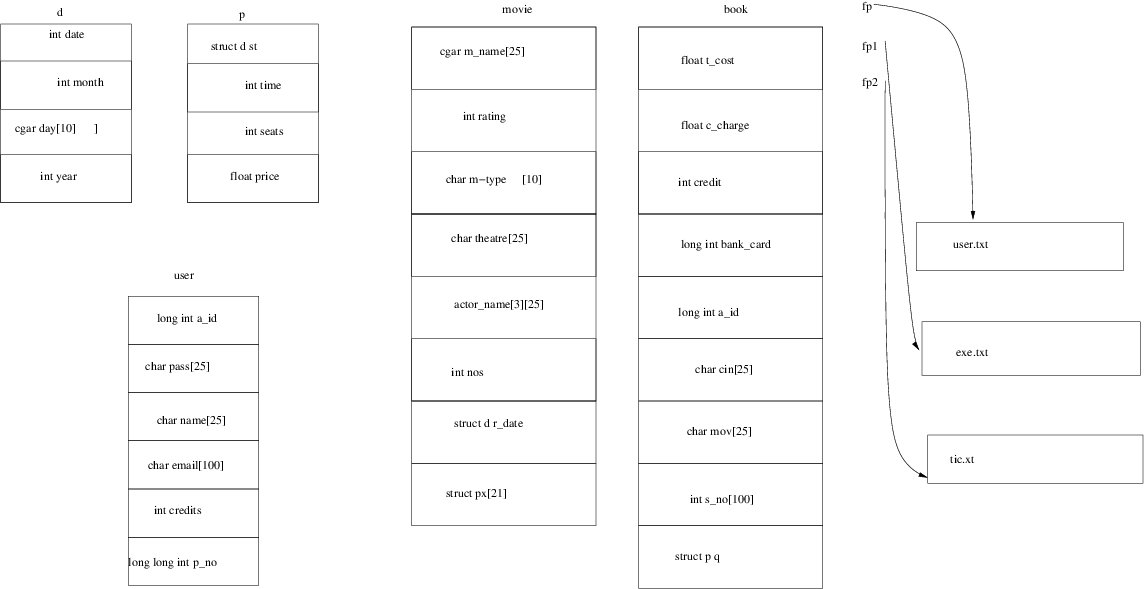 d
int date
int month
cgar day[10] ]
int year
p
struct d st
int time
int seats
float price
user
long int a_id
char pass[25]
char name[25]
char email[100]
int credits
long long int p_no
movie
cgar m_name[25]
int rating
char m−type [10]
char theatre[25]
actor_name[3][25]
int nos
struct d r_date
struct px[21]
book
float t_cost
float c_charge
int credit
long int bank_card
long int a_id
char cin[25]
char mov[25]
int s_no[100]
struct p q
fp
fp1
fp2
user.txt
exe.txt
tic.xt